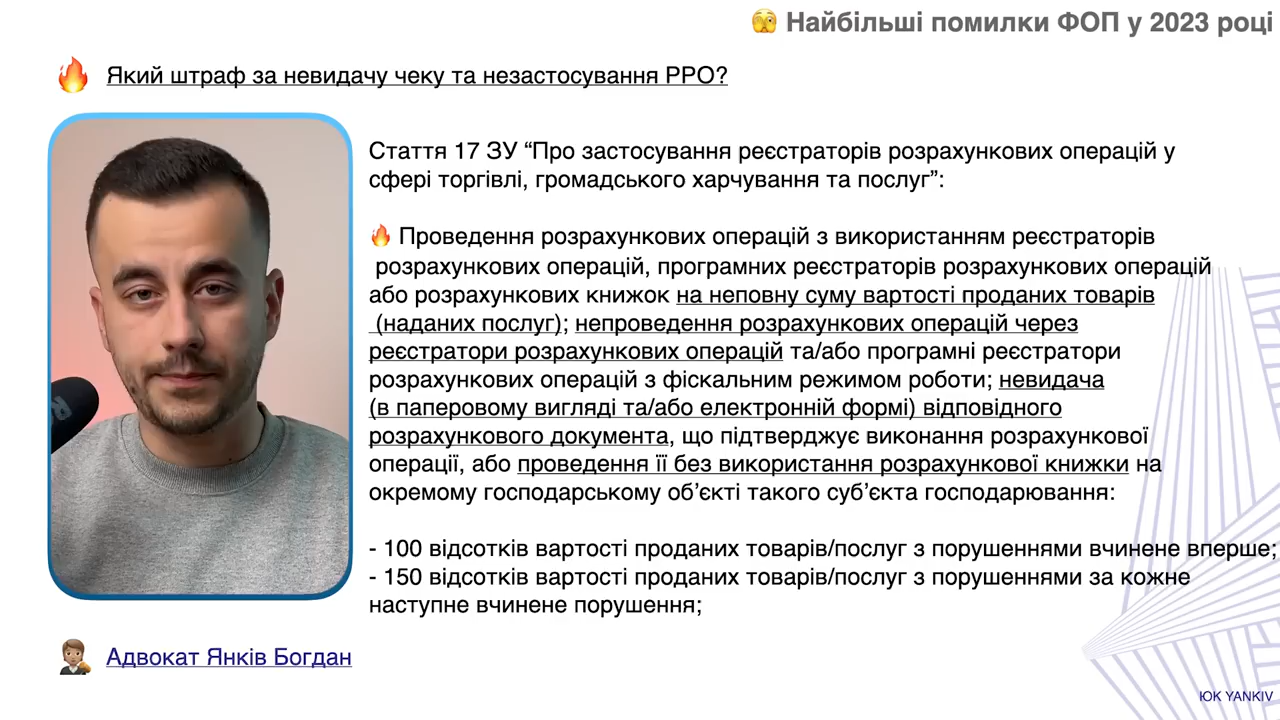 🫣 Найбільші помилки ФОП у 2023 році
🔥 Який штраф за невидачу чеку та незастосування РРО?
Стаття 17 ЗУ “Про застосування реєстраторів розрахункових операцій у
сфері торгівлі, громадського харчування та послуг”:
🔥 Проведення розрахункових операцій з використанням реєстраторів
розрахункових операцій, програмних реєстраторів розрахункових операцій
або розрахункових книжок на неповну суму вартості проданих товарів
(наданих послуг); непроведення розрахункових операцій через
реєстратори розрахункових операцій та/або програмні реєстратори
розрахункових операцій з фіскальним режимом роботи; невидача
(в паперовому вигляді та/або електронній формі) відповідного
розрахункового документа, що підтверджує виконання розрахункової
операції, або проведення її без використання розрахункової книжки на
окремому господарському об’єкті такого суб’єкта господарювання:
- 100 відсотків вартості проданих товарів/послуг з порушеннями вчинене вперше;
- 150 відсотків вартості проданих товарів/послуг з порушеннями за кожне
наступне вчинене порушення;
Адвокат Янків Богдан
ЮК YANKIV